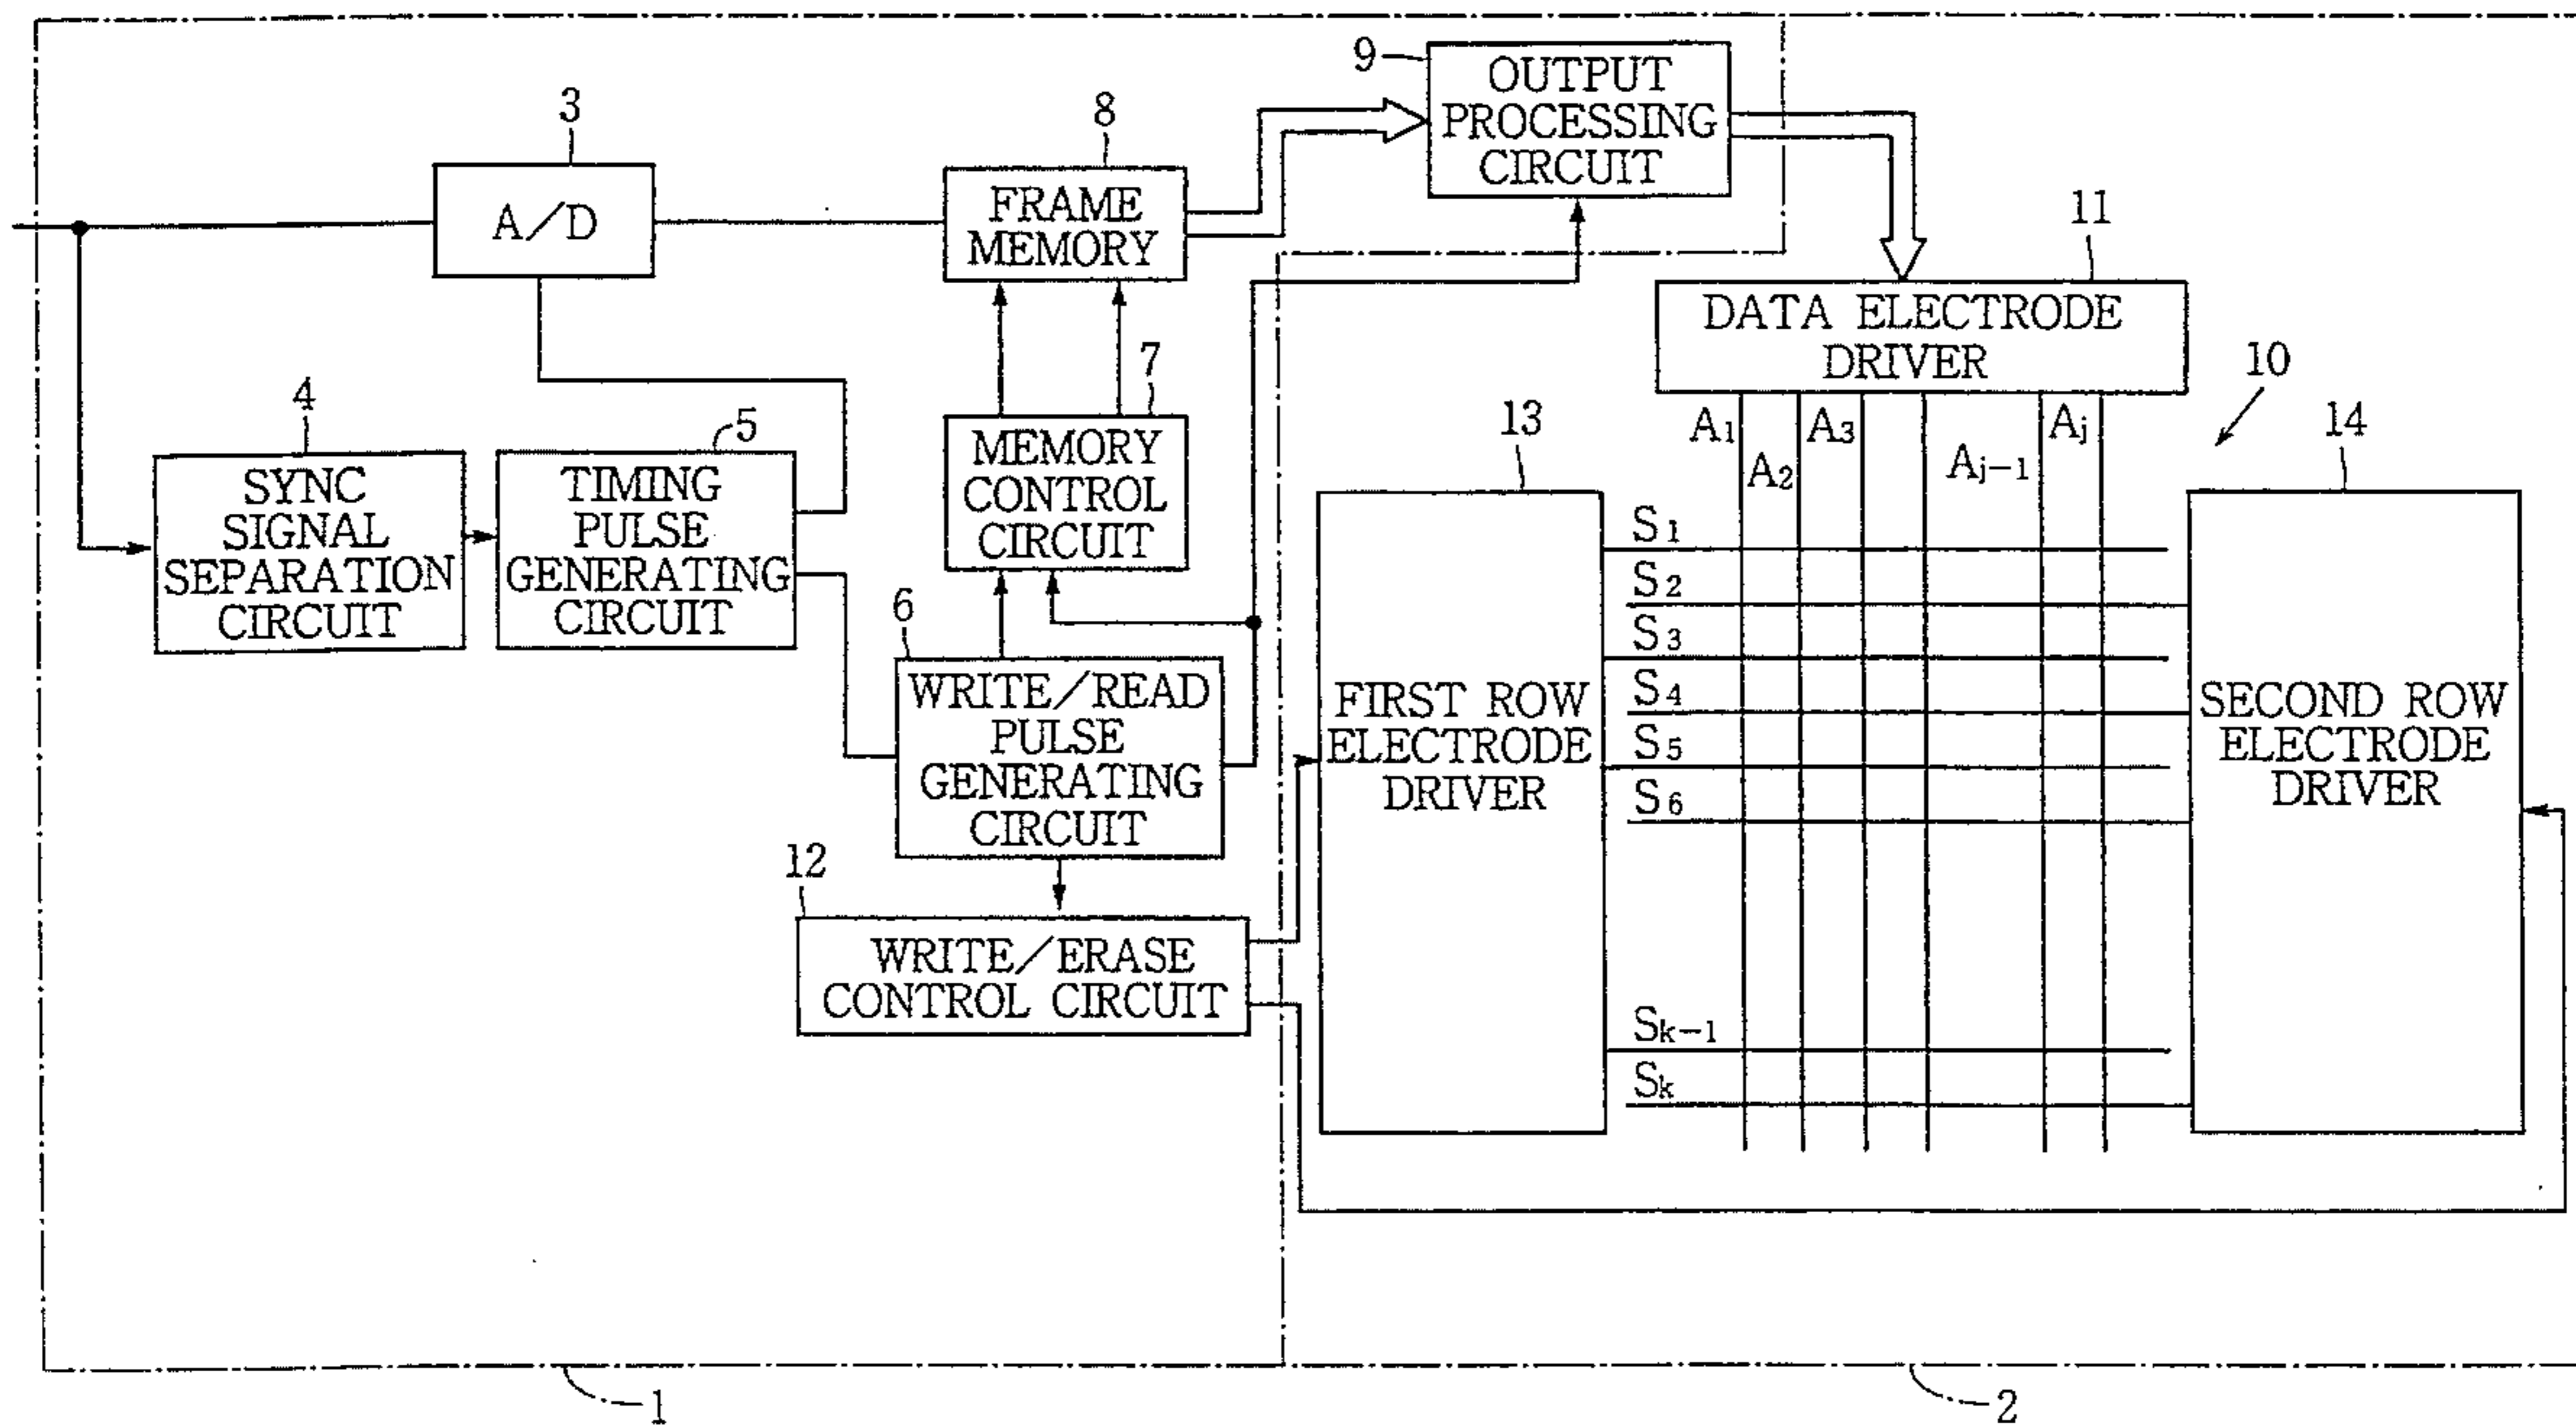 3
A/D
4
SYNC
SIGNAL
SEPARATION
CIRCUIT
5
TIMING
PULSE
GENERATING
CIRCUIT
8
FRAME
MEMORY
7
MEMORY
CONTROL
CIRCUIT
6
WRITE/READ
PULSE
GENERATING
CIRCUIT
12
WRITE/ERASE
CONTROL CIRCUIT
9
OUTPUT
PROCESSING
CIRCUIT
11
DATA ELECTRODE
DRIVER
10
A1
A2
A3
Aj-1
Aj
13
FIRST ROW
ELECTRODE
DRIVER
S1
S2
S3
S4
S5
S6
Sk-1
Sk
14
SECOND ROW
ELECTRODE
DRIVER
1
2